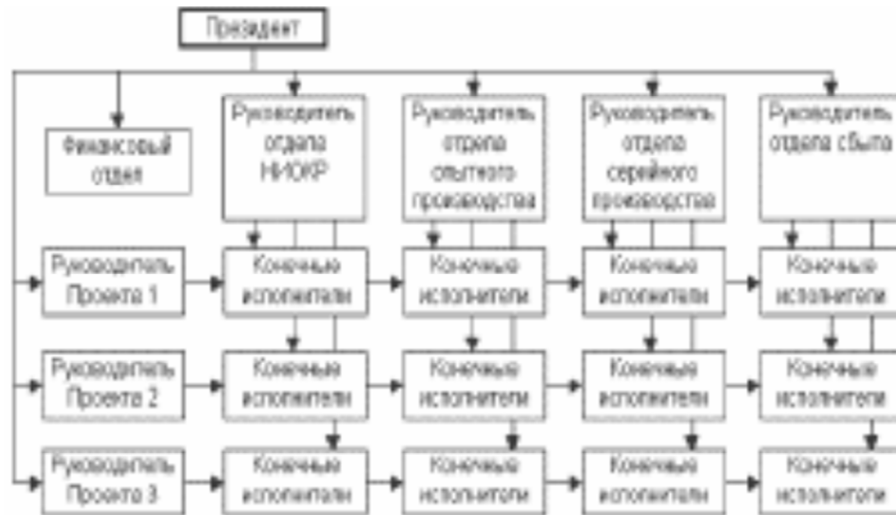 Президент
Финансовый
отдел
Руководитель
отдела
НИОКР
Руководитель
отдела
опытного
производства
Руководитель
отдела
серийного
производства
Руководитель
отдела сбыта
Руководитель
Проекта 1
Конечные
исполнители
Конечные
исполнители
Конечные
исполнители
Конечные
исполнители
Руководитель
Проекта 2
Конечные
исполнители
Конечные
исполнители
Конечные
исполнители
Конечные
исполнители
Руководитель
Проекта 3
Конечные
исполнители
Конечные
исполнители
Конечные
исполнители
Конечные
исполнители